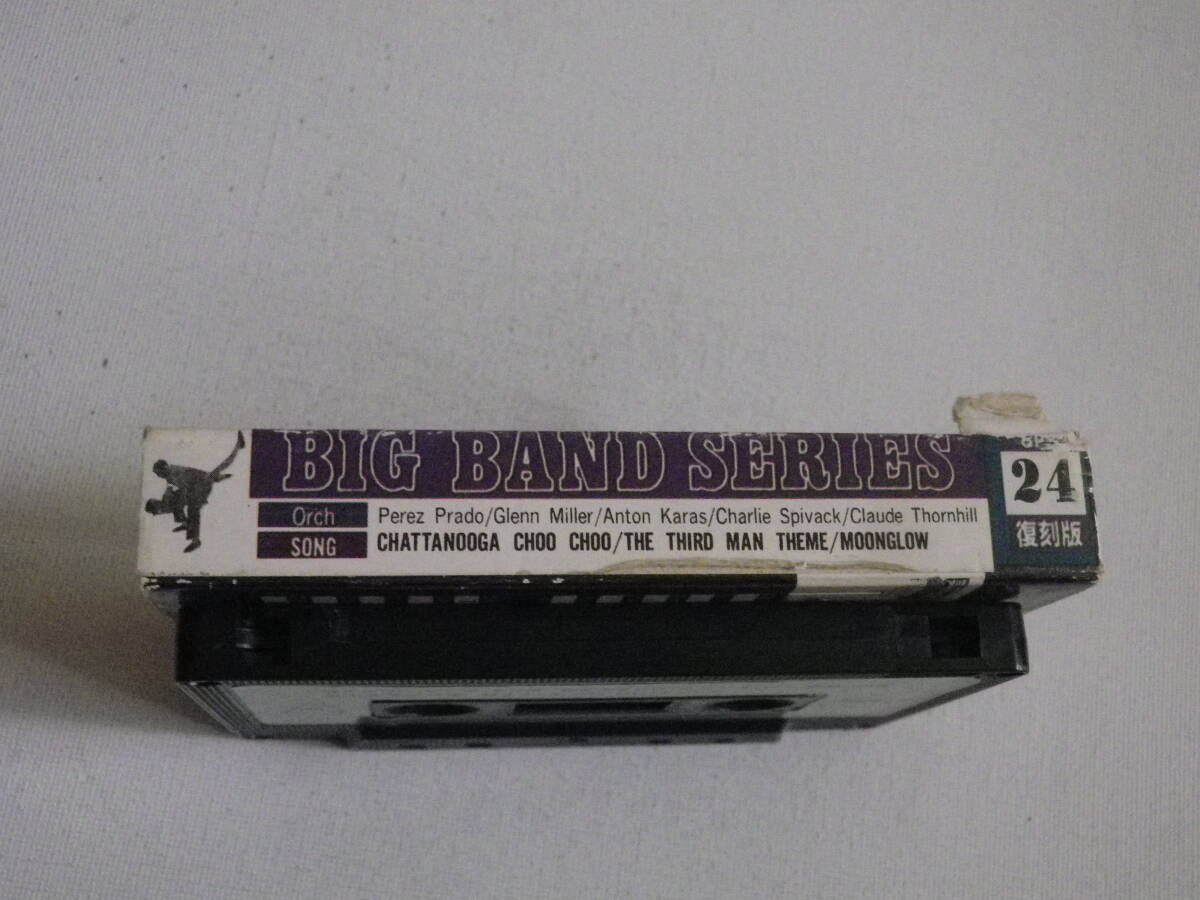 BIG BAND SERIES
Orch Perez Prado/Glenn Miller/Anton Karas/Charlie Spivack/Claude Thornhill
SONG CHATTANOOGA CHOO CHOO/THE THIRD MAN THEME/MOONGLOW
24
復刻版